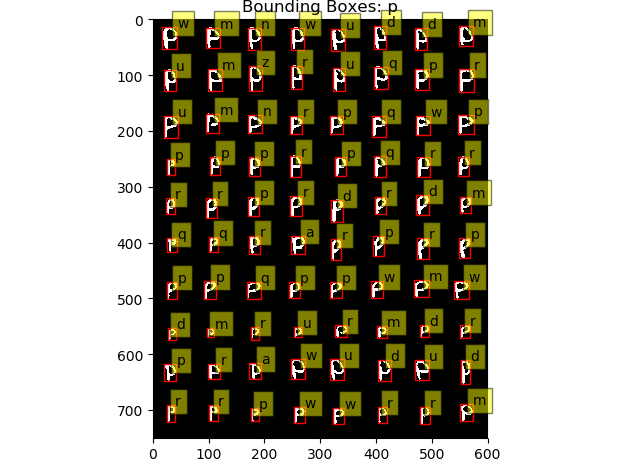 Bounding Boxes: p
w m n w u d d m
u m z r u q p r
u m n r p q w p
p p p r p q r r
r r p r d r d m
q q r a r p r p
p p q p p w m w
d m r u r m d r
p r a w u d u d
r r p w w r r m
0
100
200
300
400
500
600
700
0 100 200 300 400 500 600